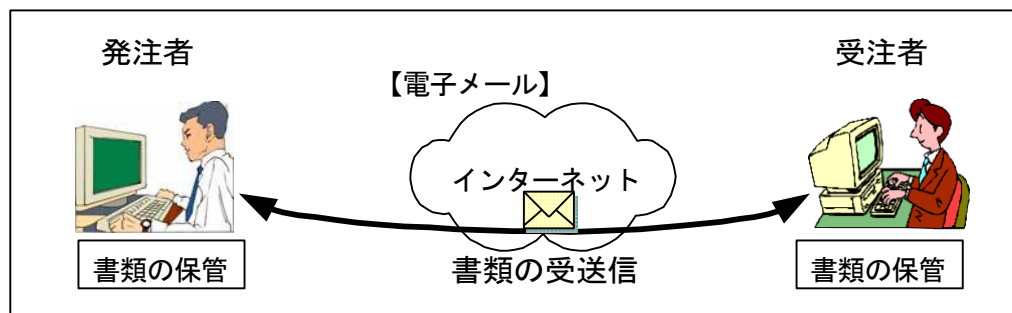 発注者
受注者
【電子メール】
インターネット
書類の保管
書類の受送信
書類の保管